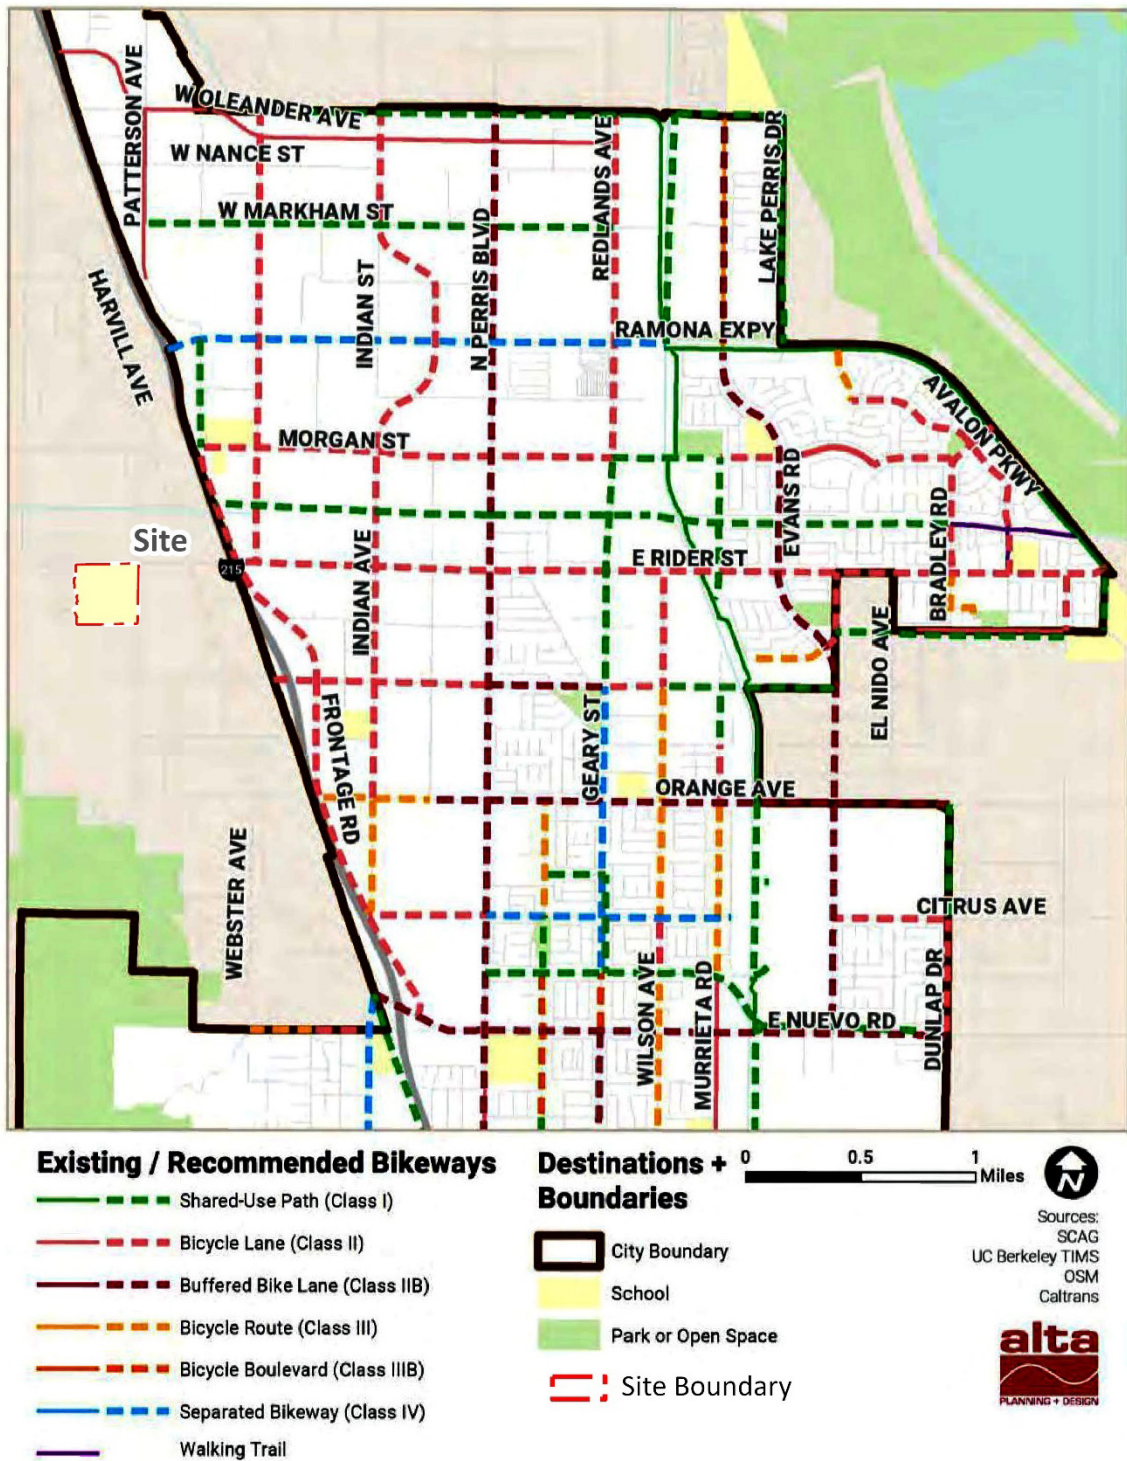 PATTERSON AVE
W OLEANDER AVE
LAKE PERRIS DR
W NANCE ST
REDLANDS AVE
W MARKHAM ST
N PERRIS BLVD
HARVILL AVE
INDIAN ST
RAMONA EXPY
AVALON PKWY
MORGAN ST
EVANS RD
BRADLEY RD
Site
215
INDIAN AVE
E RIDER ST
EL NIDO AVE
FRONTAGE RD
GEARY ST
ORANGE AVE
WEBSTER AVE
CITRUS AVE
WILSON AVE
MURRIETA RD
DUNLAP DR
E NUEVO RD
Existing / Recommended Bikeways
Shared-Use Path (Class I)
Bicycle Lane (Class II)
Buffered Bike Lane (Class IIB)
Bicycle Route (Class III)
Bicycle Boulevard (Class IIIB)
Separated Bikeway (Class IV)
Walking Trail
Destinations +
Boundaries
City Boundary
School
Park or Open Space
Site Boundary
0 0.5 1
Miles
N
Sources:
SCAG
UC Berkeley TIMS
OSM
Caltrans
alta
PLANNING + DESIGN